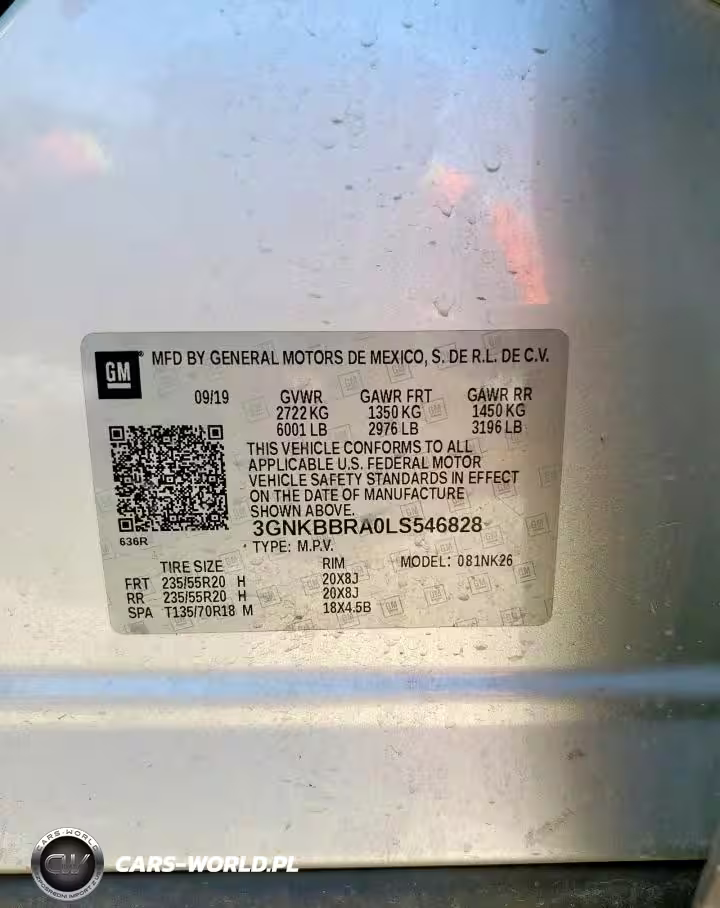 GM
MFD BY GENERAL MOTORS DE MEXICO, S. DE R.L. DE C.V.
09/19 GVWR GAWR FRT GAWR RR
2722 KG 1350 KG 1450 KG
6001 LB 2976 LB 3196 LB
THIS VEHICLE CONFORMS TO ALL
APPLICABLE U.S. FEDERAL MOTOR
VEHICLE SAFETY STANDARDS IN EFFECT
ON THE DATE OF MANUFACTURE
SHOWN ABOVE.
3GNKBBRA0LS546828
636R
TYPE: M.P.V.
TIRE SIZE RIM MODEL: 081NK26
FRT 235/55R20 H 20X8J
RR 235/55R20 H 20X8J
SPA T135/70R18 M 18X4.5B
CARS-WORLD
CW
CARS-WORLD.PL